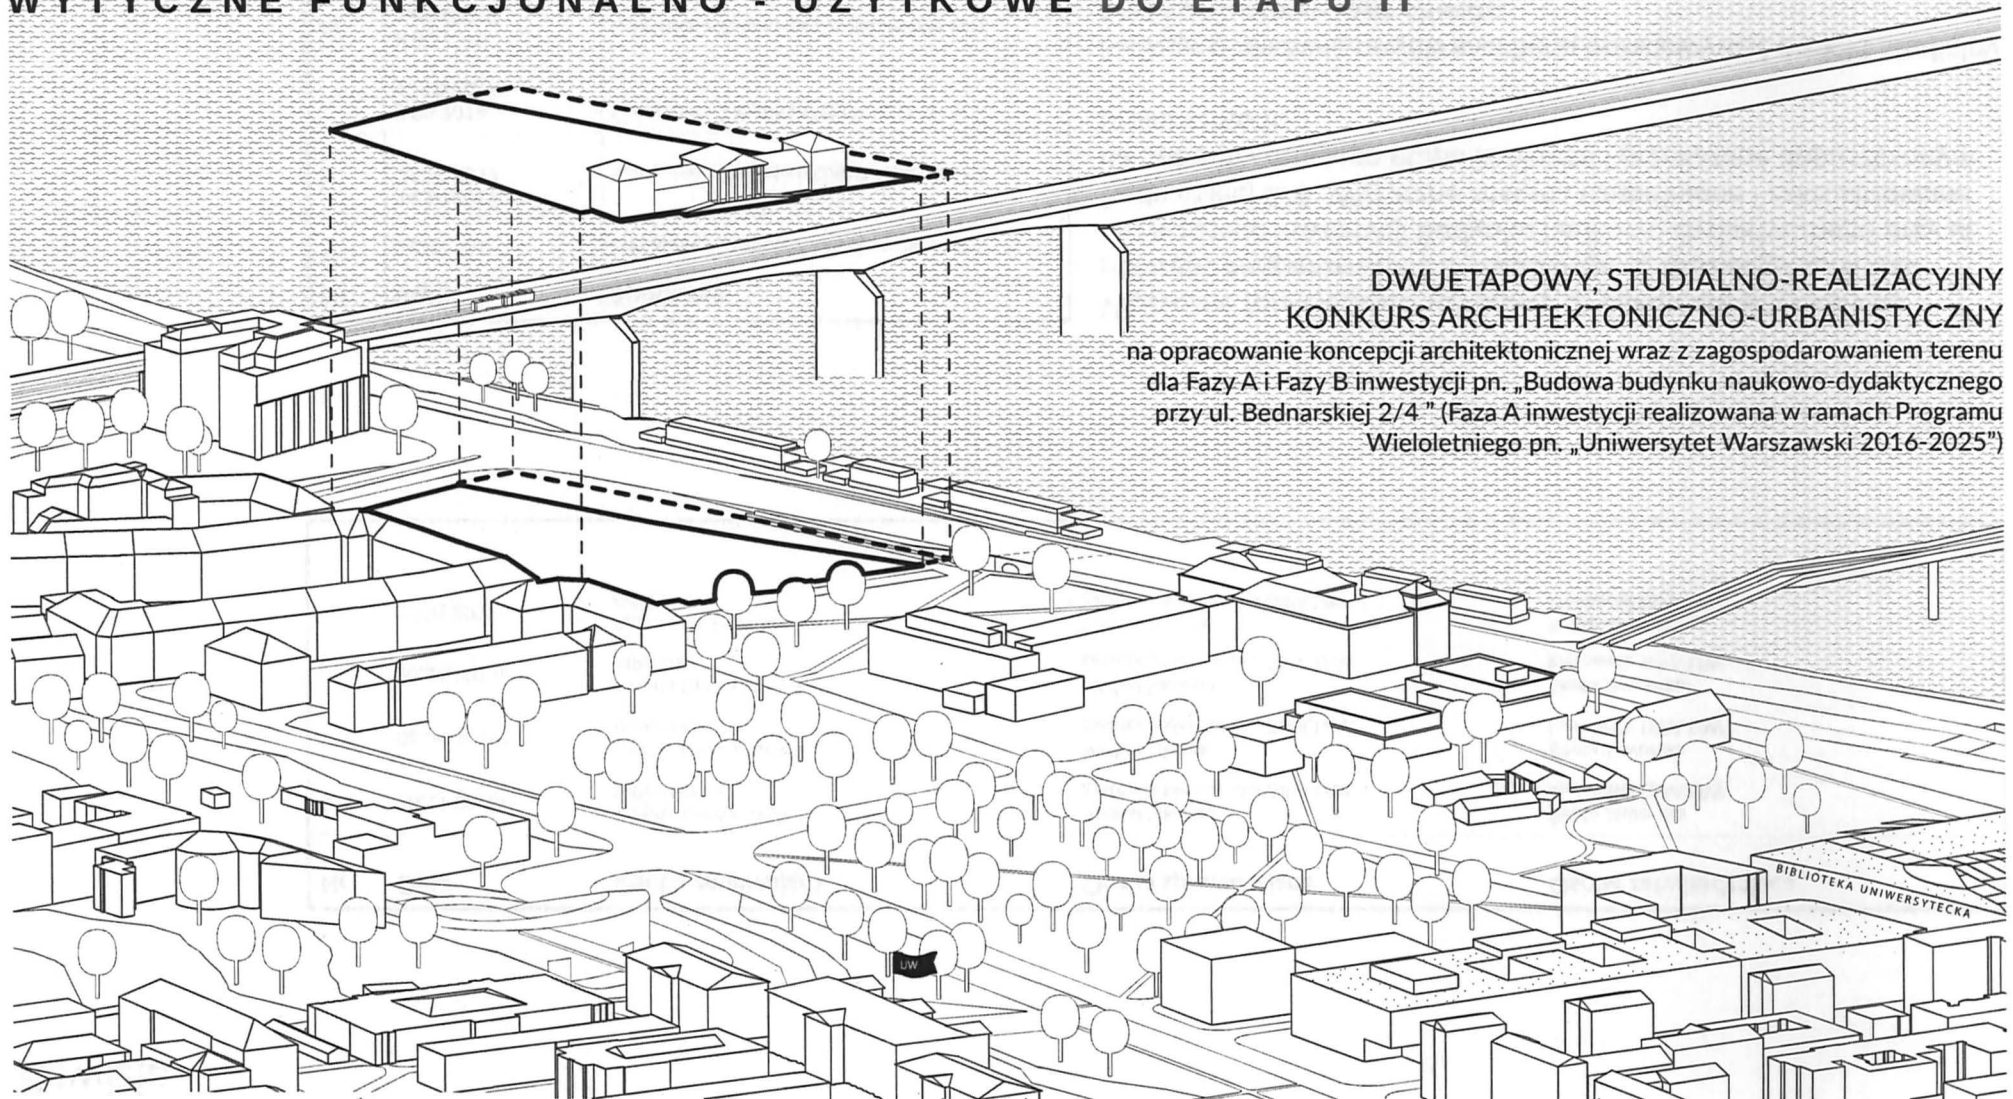 WYTYCZNE FUNKCJONALNO - UŻYTKOWE DO ETAPU II
DWUETAPOWY, STUDIALNO-REALIZACYJNY
KONKURS ARCHITEKTONICZNO-URBANISTYCZNY
na opracowanie koncepcji architektonicznej wraz z zagospodarowaniem terenu
dla Fazy A i Fazy B inwestycji pn. „Budowa budynku naukowo-dydaktycznego
przy ul. Bednarskiej 2/4 ” (Faza A inwestycji realizowana w ramach Programu
Wieloletniego pn. „Uniwersytet Warszawski 2016-2025”)
BIBLIOTEKA UNIWERSYTECKA
UW